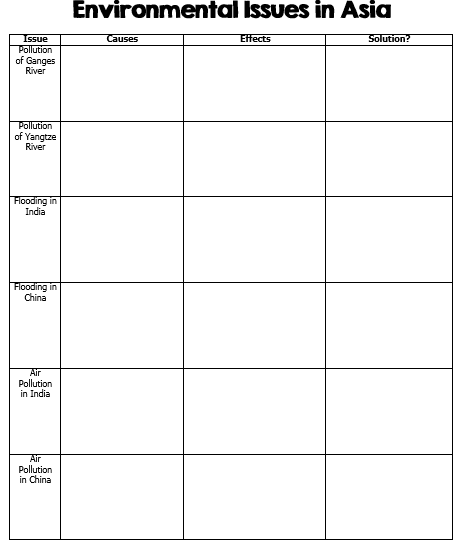 Environmental Issues in Asia
Issue Causes Effects Solution?
Pollution
of Ganges
River
Pollution
of Yangtze
River
Flooding in
India
Flooding in
China
Air
Pollution
in India
Air
Pollution
in China